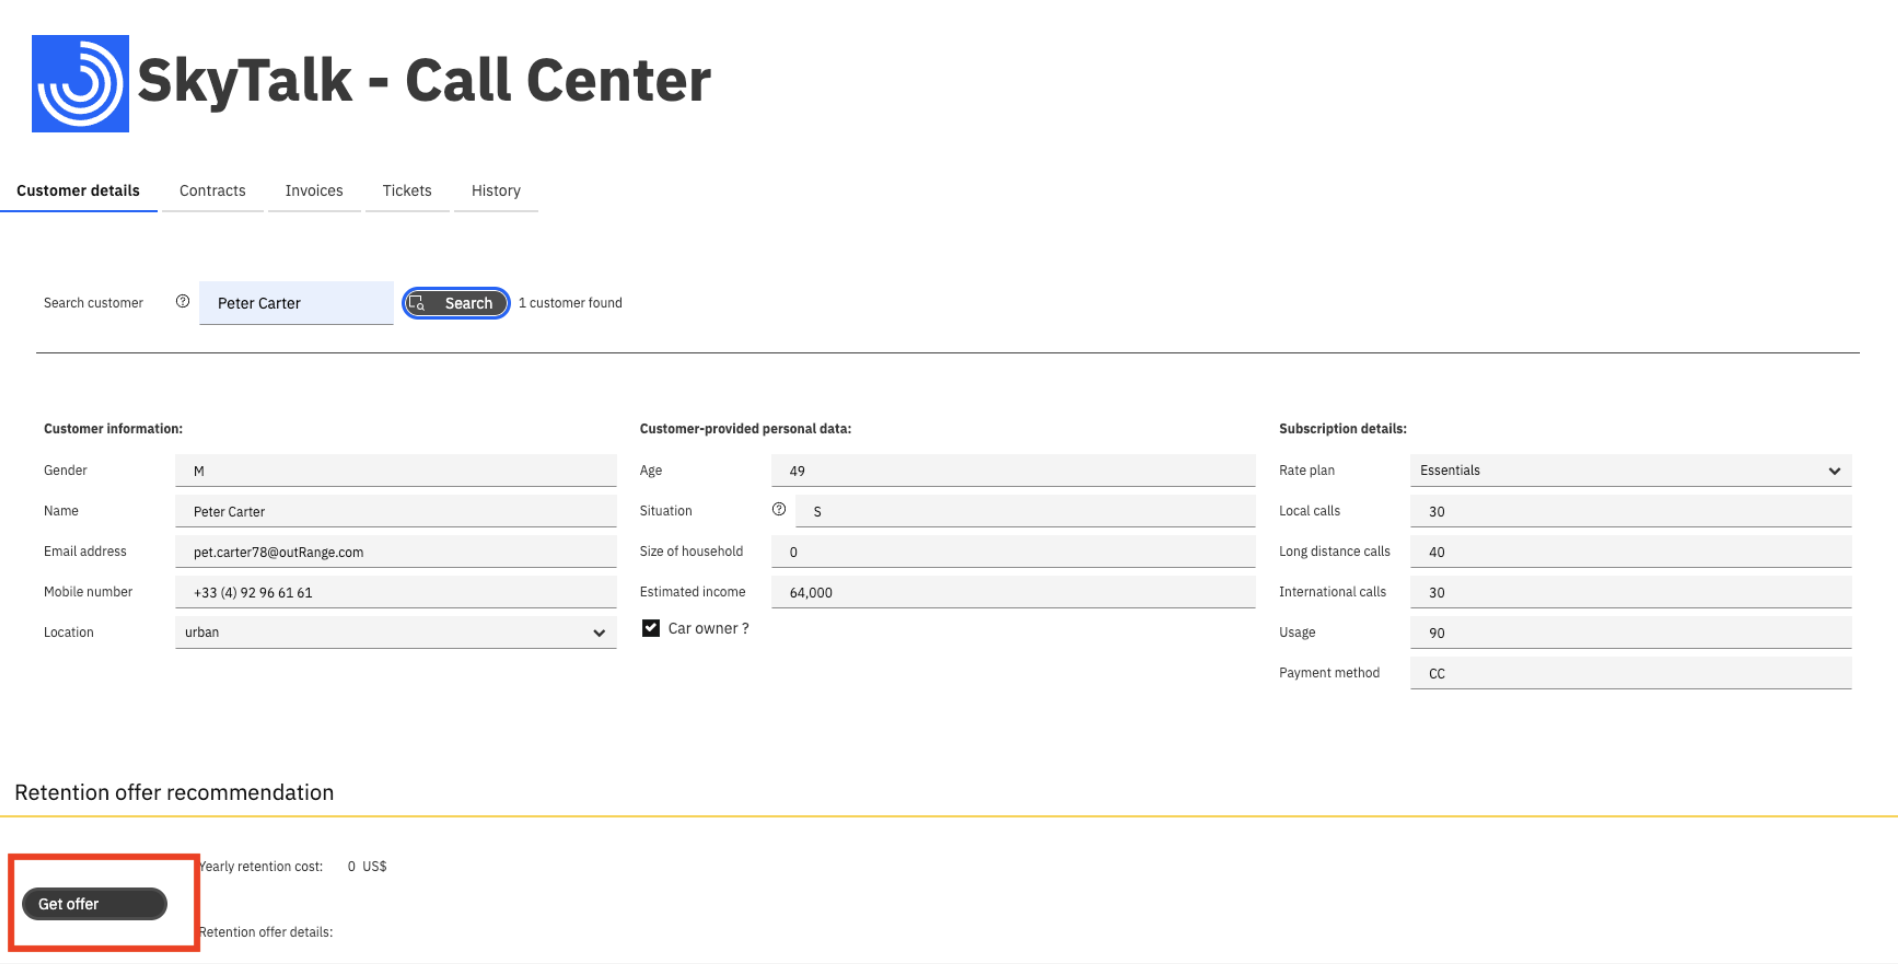 SkyTalk - Call Center
Customer details Contracts Invoices Tickets History
Search customer Peter Carter Search 1 customer found
Customer information: Customer-provided personal data: Subscription details:
Gender M Age 49 Rate plan Essentials
Name Peter Carter Situation S Local calls 30
Email address pet.carter78@outRange.com Size of household 0 Long distance calls 40
Mobile number +33 (4) 92 96 61 61 Estimated income 64,000 International calls 30
Location urban Car owner ? Usage 90
Payment method CC
Retention offer recommendation
Yearly retention cost: 0 US$
Get offer
Retention offer details: